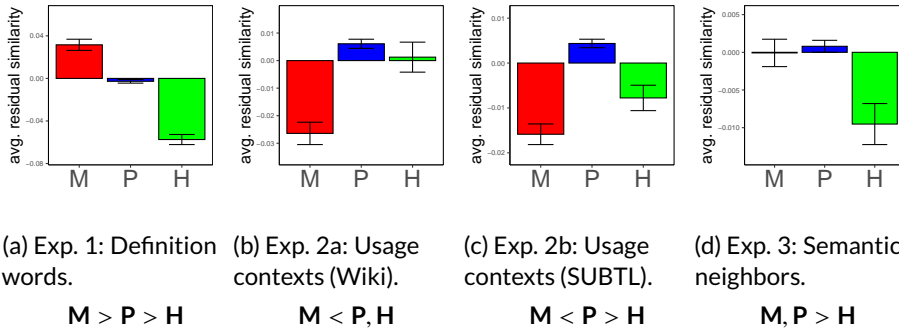 avg. residual similarity
0.04
0.00
−0.04
−0.08
M P H
avg. residual similarity
0.01
0.00
−0.01
−0.02
−0.03
M P H
avg. residual similarity
0.01
0.00
−0.01
−0.02
M P H
avg. residual similarity
0.005
0.000
−0.005
−0.010
M P H
(a) Exp. 1: Definition words.
M > P > H
(b) Exp. 2a: Usage contexts (Wiki).
M < P, H
(c) Exp. 2b: Usage contexts (SUBTL).
M < P > H
(d) Exp. 3: Semantic neighbors.
M, P > H